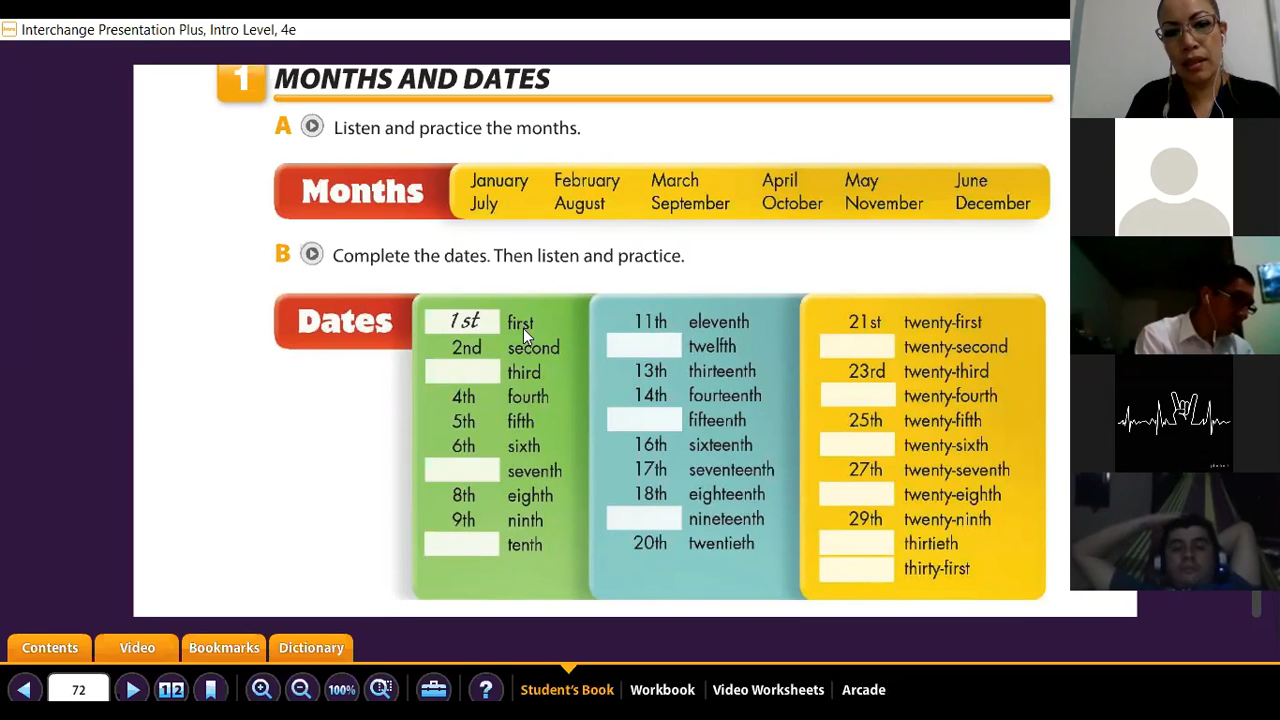 Interchange Presentation Plus, Intro Level, 4e
1 MONTHS AND DATES
A Listen and practice the months.
Months
January February March April May June
July August September October November December
B Complete the dates. Then listen and practice.
Dates
1st first
2nd second
third
4th fourth
5th fifth
6th sixth
seventh
8th eighth
9th ninth
tenth
11th eleventh
twelfth
13th thirteenth
14th fourteenth
fifteenth
16th sixteenth
17th seventeenth
18th eighteenth
nineteenth
20th twentieth
21st twenty-first
twenty-second
23rd twenty-third
twenty-fourth
25th twenty-fifth
twenty-sixth
27th twenty-seventh
twenty-eighth
29th twenty-ninth
thirtieth
thirty-first
Contents Video Bookmarks Dictionary
72 12 100% ? Student's Book Workbook Video Worksheets Arcade